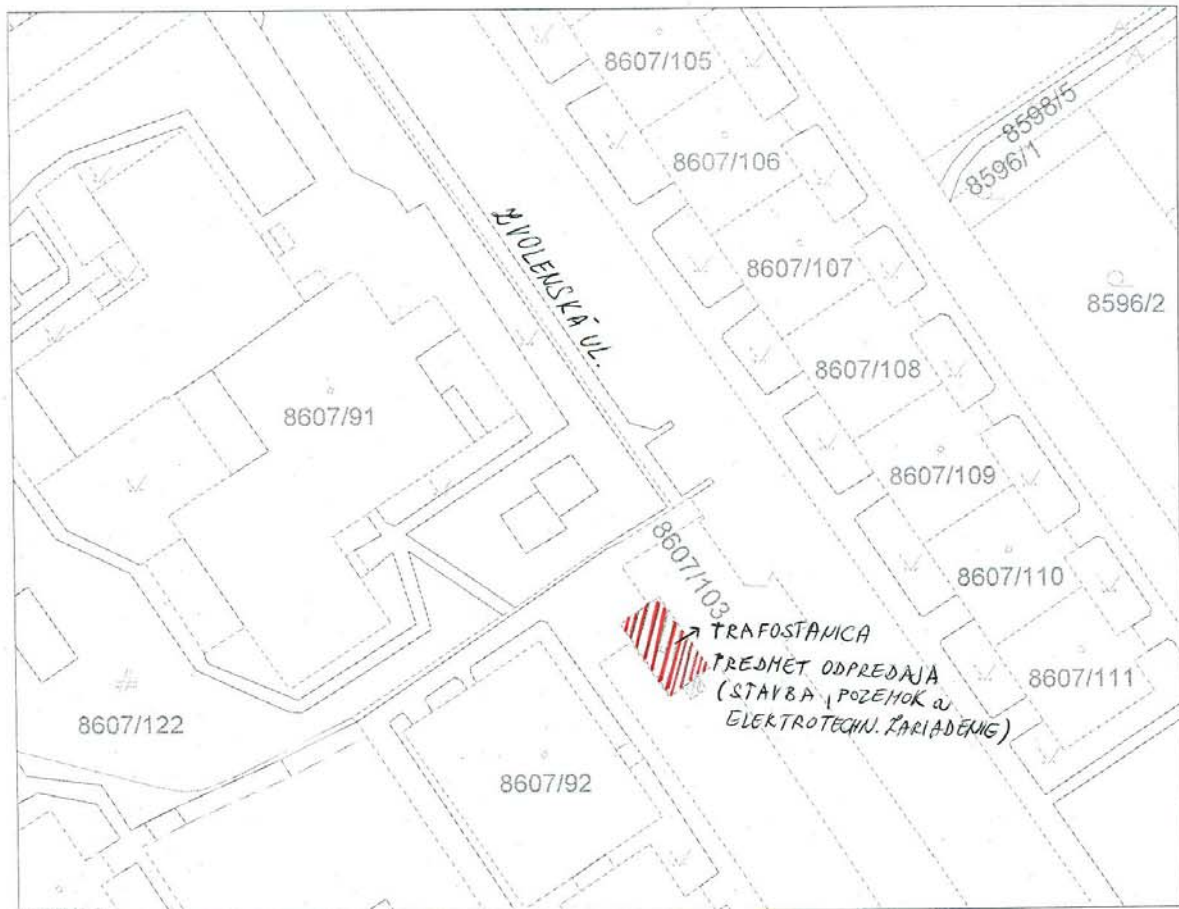 8607/105
8598/5
8596/1
8607/106
ZVOLENSKÁ UL.
8607/107
8596/2
8607/108
8607/91
8607/109
8607/103
8607/110
TRAFOSTANICA
PREDMET ODPREDAJA
(STAVBA, POZEMOK a
ELEKTROTECHN. ZARIADENIE)
8607/111
8607/122
8607/92